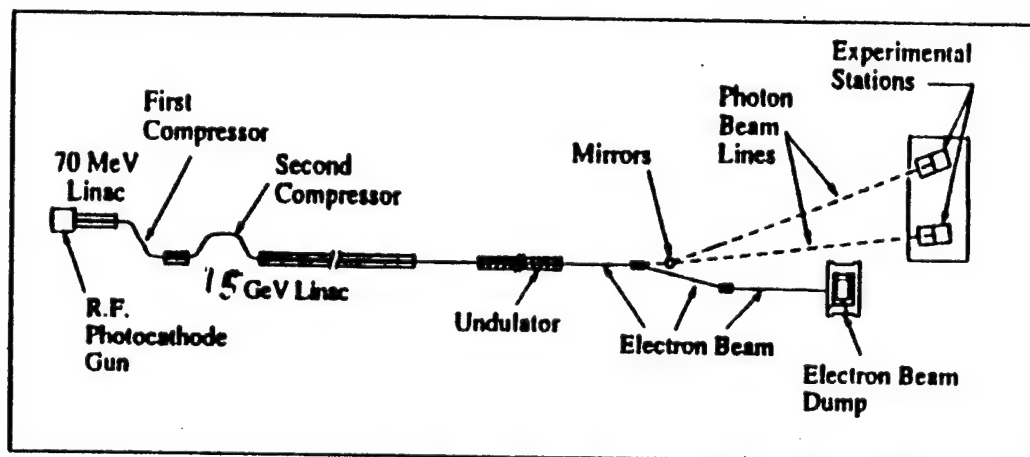 First
Compressor
70 MeV
Linac
Second
Compressor
15 GeV Linac
R.F.
Photocathode
Gun
Undulator
Mirrors
Photon
Beam
Lines
Experimental
Stations
Electron Beam
Electron Beam
Dump